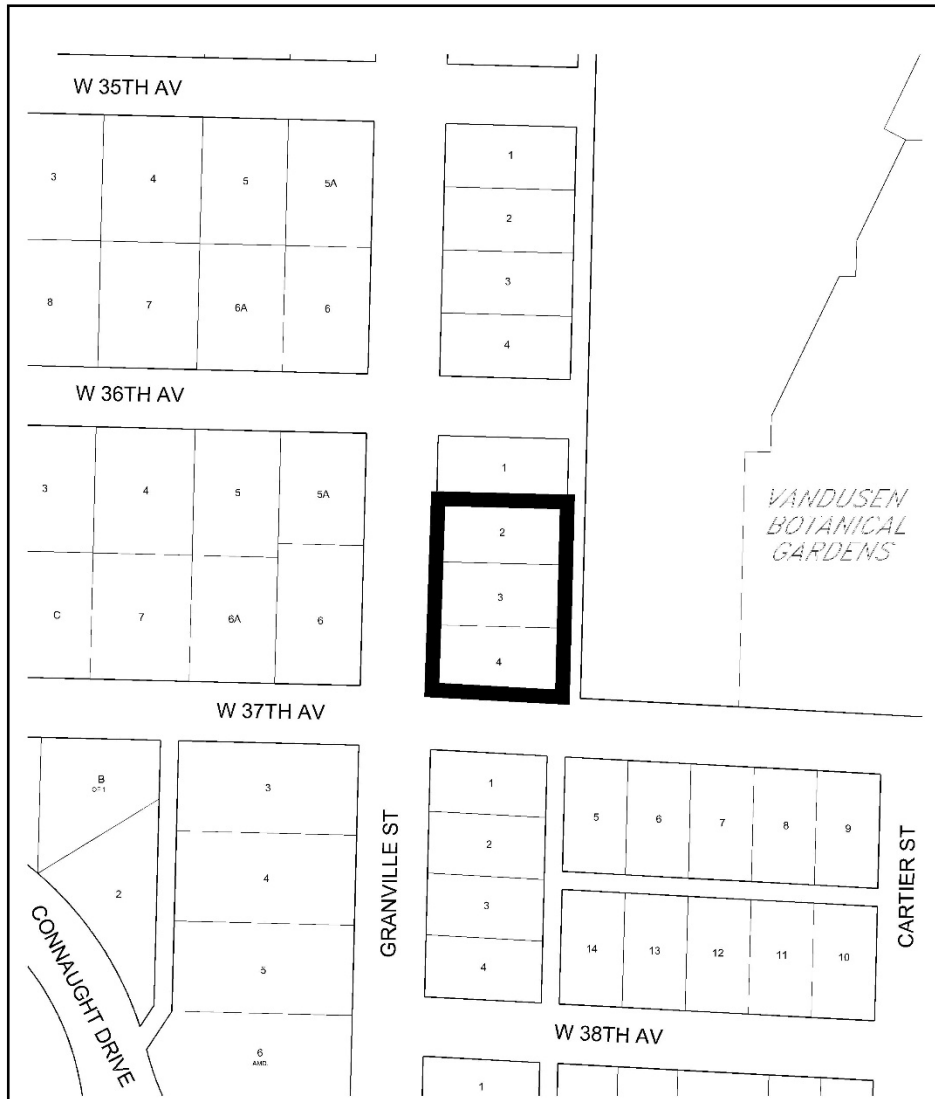 W 35TH AV
3
4
5
5A
1
2
3
4
8
7
6A
6
W 36TH AV
3
4
5
5A
1
2
3
4
C
7
6A
6
VANDUSEN
BOTANICAL
GARDENS
W 37TH AV
B
OF 1
2
3
4
5
6
AMD.
GRANVILLE ST
1
2
3
4
5
6
7
8
9
14
13
12
11
10
CARTIER ST
CONNAUGHT DRIVE
W 38TH AV
1